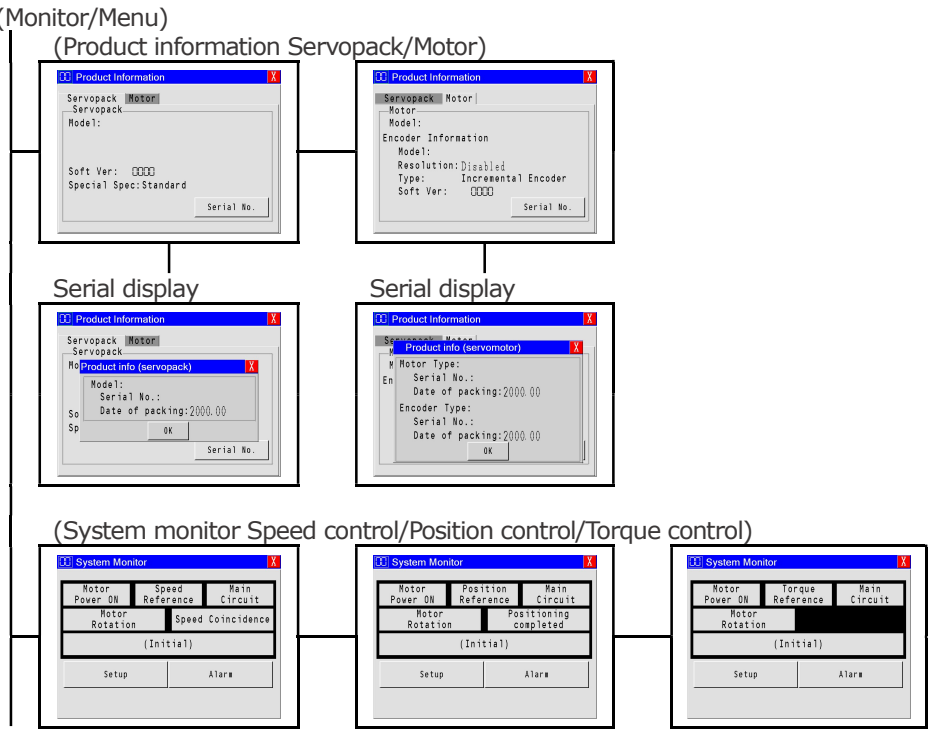 (Monitor/Menu)
(Product information Servopack/Motor)
Product Information X
Servopack Motor
Servopack
Model:
Soft Ver: 0000
Special Spec:Standard
Serial No.
Product Information X
Servopack Motor
Motor
Model:
Encoder Information
Model:
Resolution:Disabled
Type: Incremental Encoder
Soft Ver: 0000
Serial No.
Serial display
Product Information X
Servopack Motor
Servopack
Mo
Product info (servopack) X
Model:
Serial No.:
Date of packing:2000.00
So
Sp
OK
Serial No.
Serial display
Product Information X
Product info (servomotor) X
M
Motor Type:
Serial No.:
En
Date of packing:2000.00
Encoder Type:
Serial No.:
Date of packing:2000.00
OK
(System monitor Speed control/Position control/Torque control)
System Monitor X
Motor Power ON
Speed Reference
Main Circuit
Motor Rotation
Speed Coincidence
(Initial)
Setup Alarm
System Monitor X
Motor Power ON
Position Reference
Main Circuit
Motor Rotation
Positioning completed
(Initial)
Setup Alarm
System Monitor X
Motor Power ON
Torque Reference
Main Circuit
Motor Rotation
(Initial)
Setup Alarm